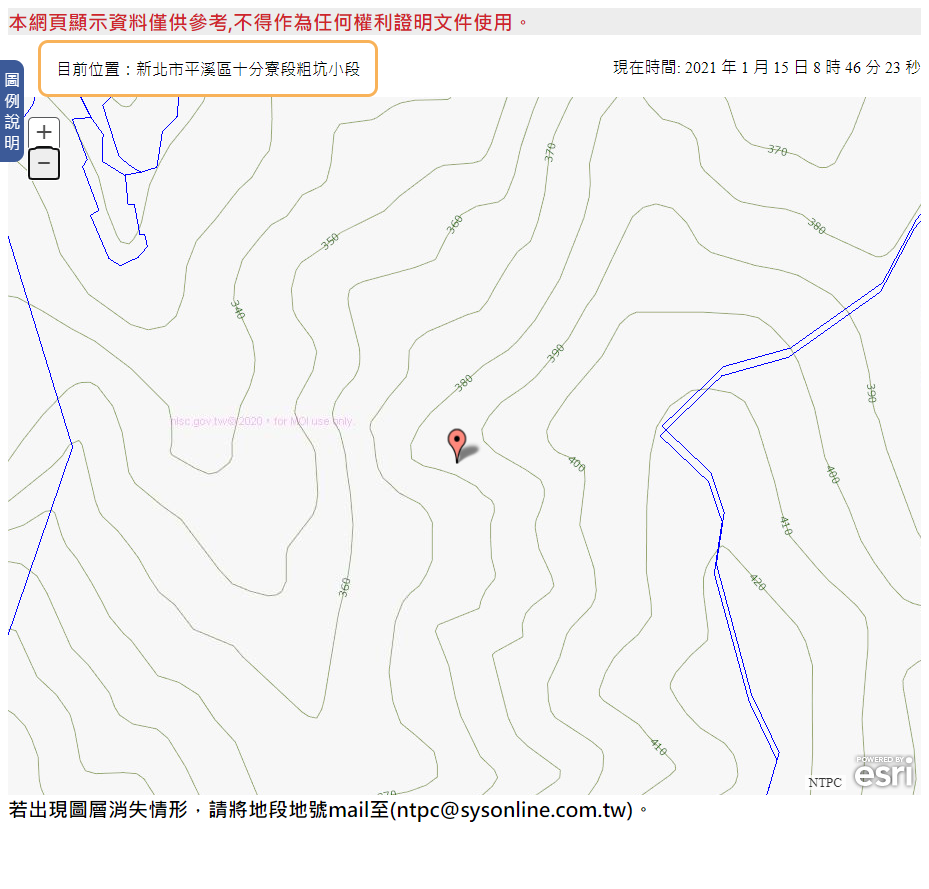 本網頁顯示資料僅供參考,不得作為任何權利證明文件使用。
目前位置：新北市平溪區十分寮段粗坑小段
現在時間: 2021 年 1 月 15 日 8 時 46 分 23 秒
圖例說明
+
−
370
370
360
350
380
340
390
380
390
nlsc.gov.tw©2020，for MOI use only.
400
400
410
420
360
410
370
POWERED BY
esri
NTPC
若出現圖層消失情形，請將地段地號mail至(ntpc@sysonline.com.tw)。